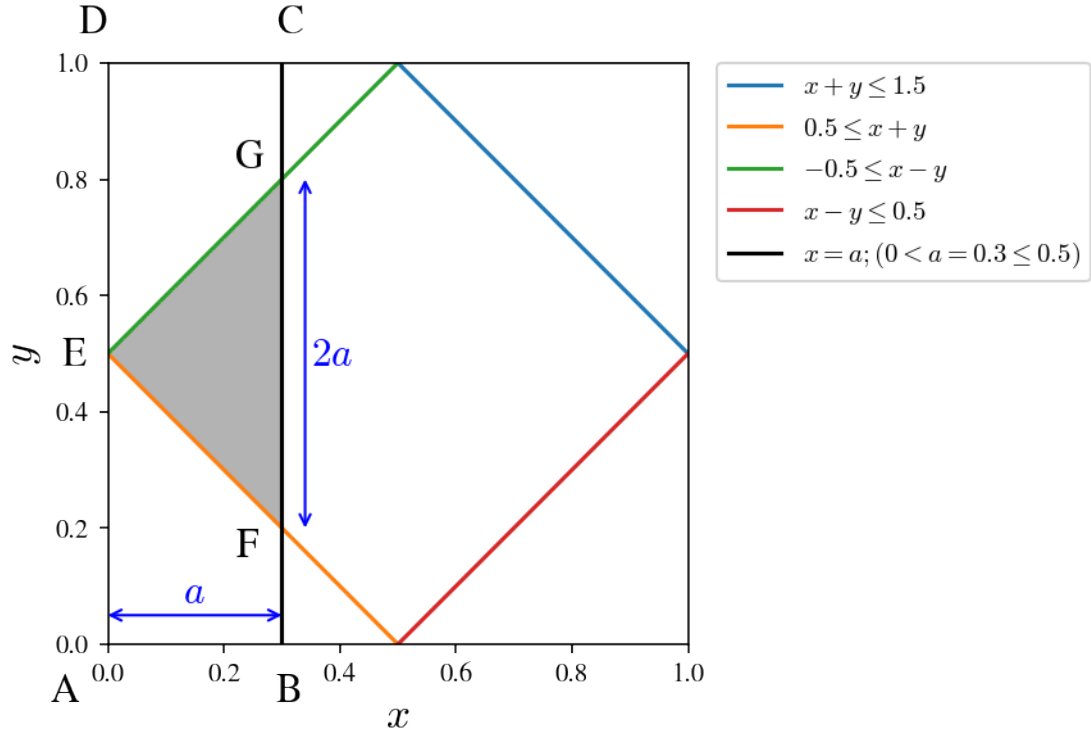 D
C
1.0
G
0.8
0.6
E
y
2a
0.4
0.2
F
a
0.0
0.0
0.2
0.4
0.6
0.8
1.0
A
B
x
x + y ≤ 1.5
0.5 ≤ x + y
−0.5 ≤ x − y
x − y ≤ 0.5
x = a; (0 < a = 0.3 ≤ 0.5)